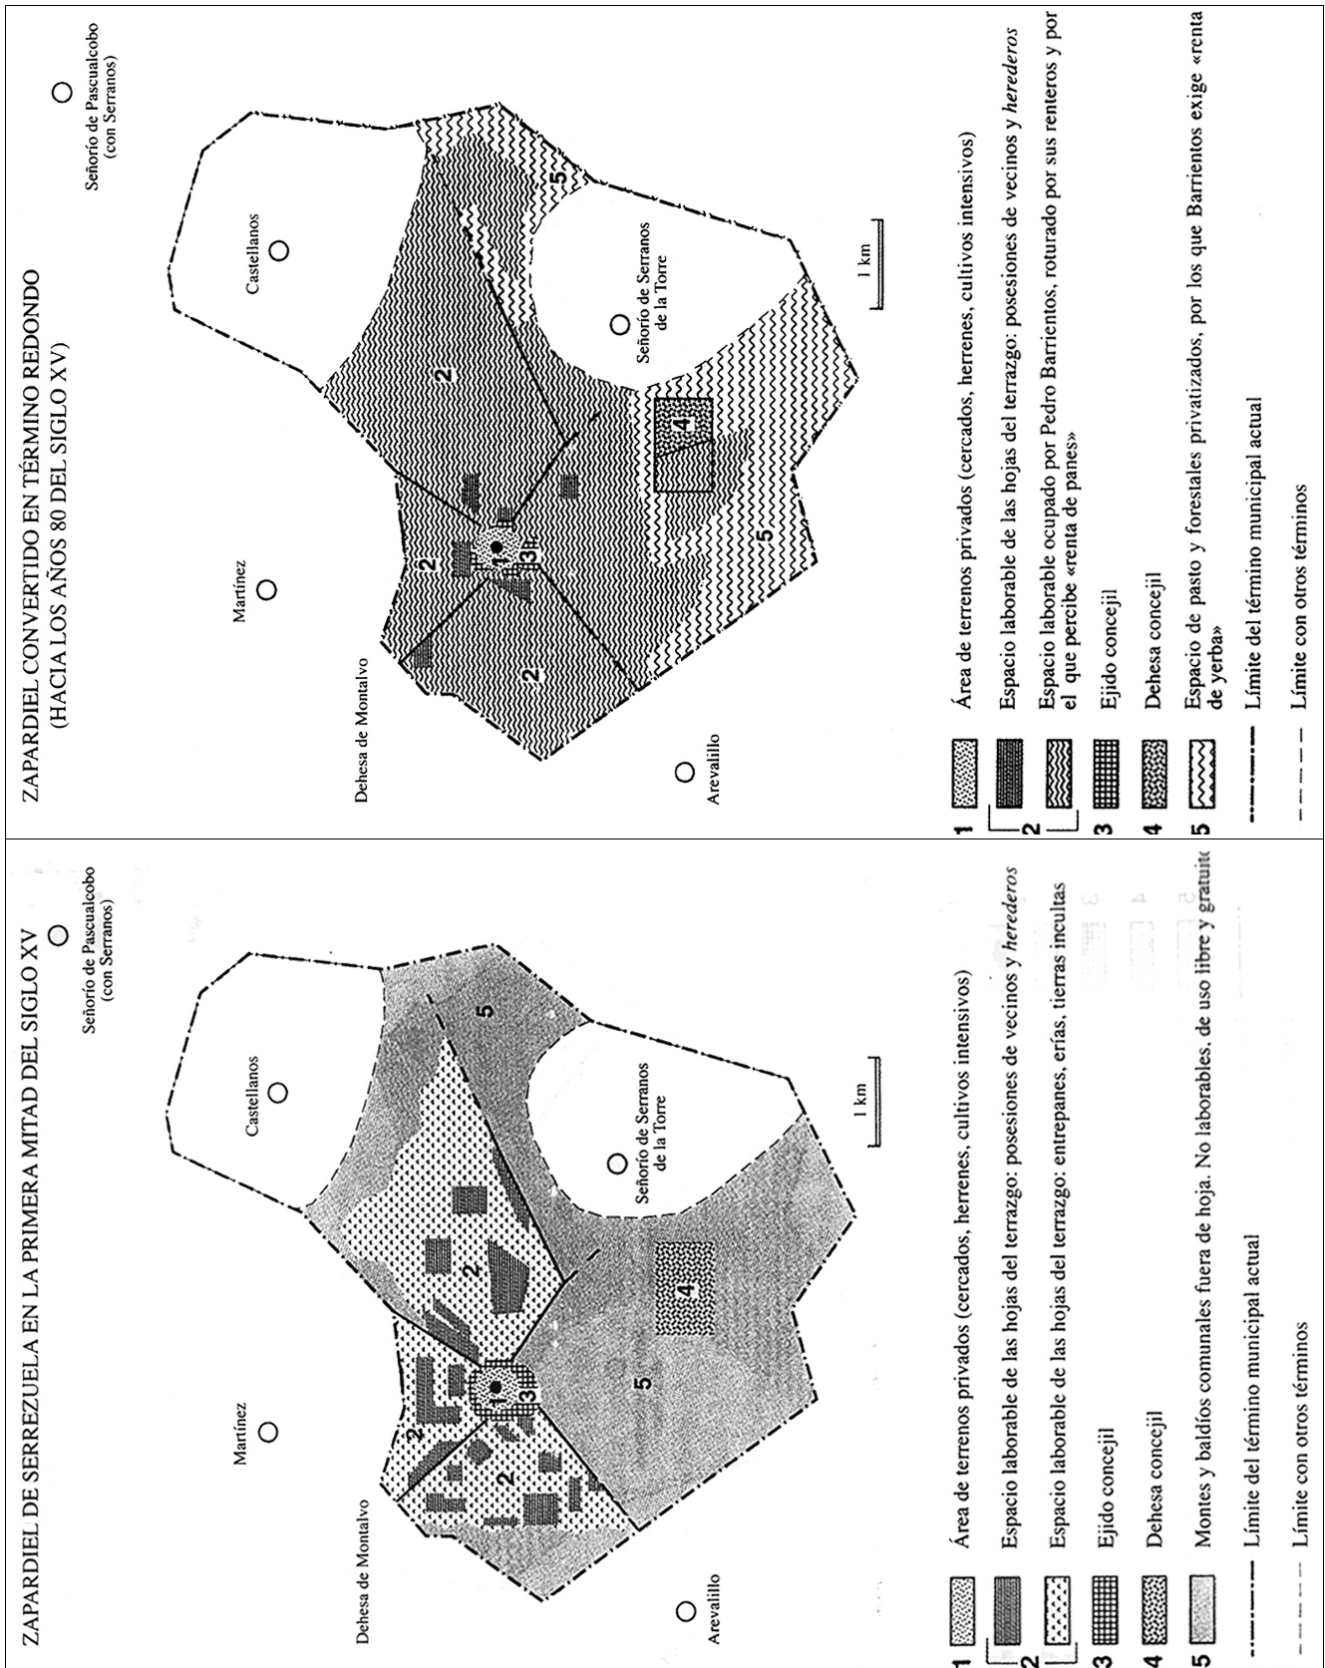 ZAPARDIEL DE SERREZUELA EN LA PRIMERA MITAD DEL SIGLO XV
Señorío de Pascualcobo
(con Serranos)
Castellanos
Martínez
Dehesa de Montalvo
Señorío de Serranos
de la Torre
Arevalillo
1 km
1
2
2
2
3
4
5
5
1 Área de terrenos privados (cercados, herrenes, cultivos intensivos)
2 Espacio laborable de las hojas del terrazgo: posesiones de vecinos y herederos
Espacio laborable de las hojas del terrazgo: entrepanes, erías, tierras incultas
3 Ejido concejil
4 Dehesa concejil
5 Montes y baldíos comunales fuera de hoja. No laborables, de uso libre y gratuito
Límite del término municipal actual
Límite con otros términos
ZAPARDIEL CONVERTIDO EN TÉRMINO REDONDO
(HACIA LOS AÑOS 80 DEL SIGLO XV)
Señorío de Pascualcobo
(con Serranos)
Castellanos
Martínez
Dehesa de Montalvo
Señorío de Serranos
de la Torre
Arevalillo
1 km
1
2
2
2
3
4
5
5
1 Área de terrenos privados (cercados, herrenes, cultivos intensivos)
2 Espacio laborable de las hojas del terrazgo: posesiones de vecinos y herederos
Espacio laborable ocupado por Pedro Barrientos, roturado por sus renteros y por
el que percibe «renta de panes»
3 Ejido concejil
4 Dehesa concejil
5 Espacio de pasto y forestales privatizados, por los que Barrientos exige «renta
de yerba»
Límite del término municipal actual
Límite con otros términos